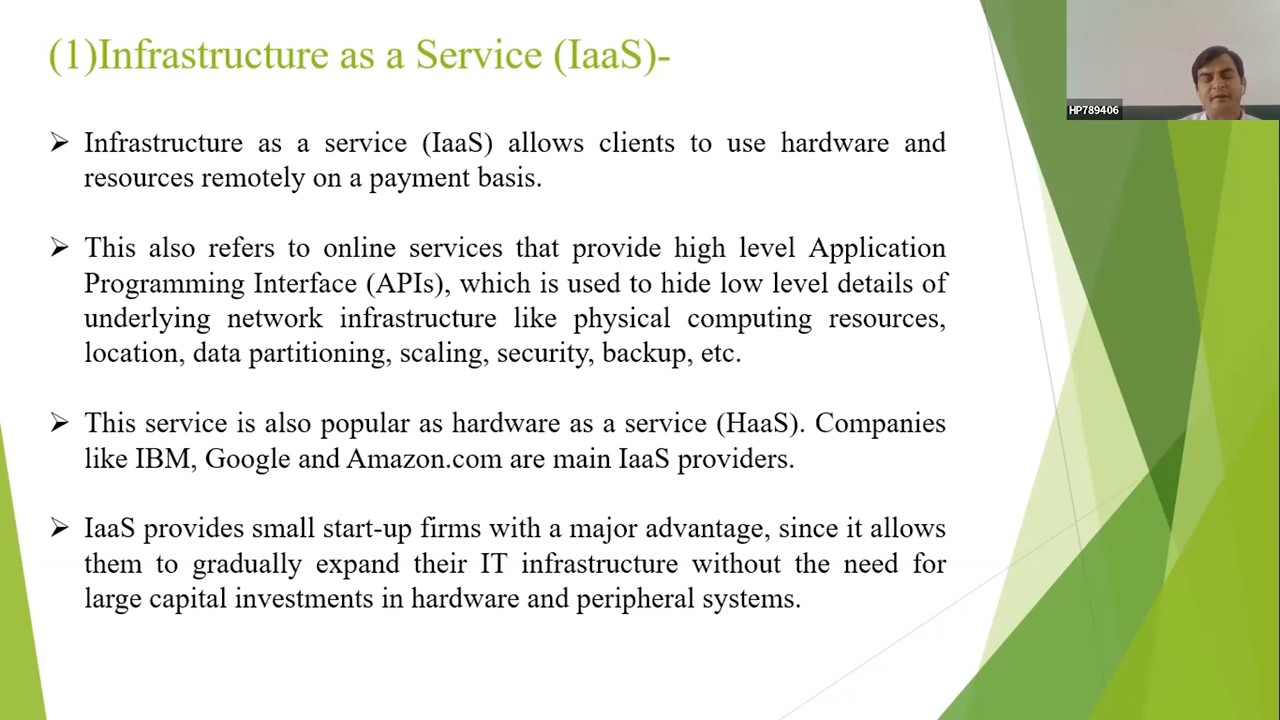 (1)Infrastructure as a Service (IaaS)-
HP789406
➢ Infrastructure as a service (IaaS) allows clients to use hardware and
resources remotely on a payment basis.
➢ This also refers to online services that provide high level Application
Programming Interface (APIs), which is used to hide low level details of
underlying network infrastructure like physical computing resources,
location, data partitioning, scaling, security, backup, etc.
➢ This service is also popular as hardware as a service (HaaS). Companies
like IBM, Google and Amazon.com are main IaaS providers.
➢ IaaS provides small start-up firms with a major advantage, since it allows
them to gradually expand their IT infrastructure without the need for
large capital investments in hardware and peripheral systems.